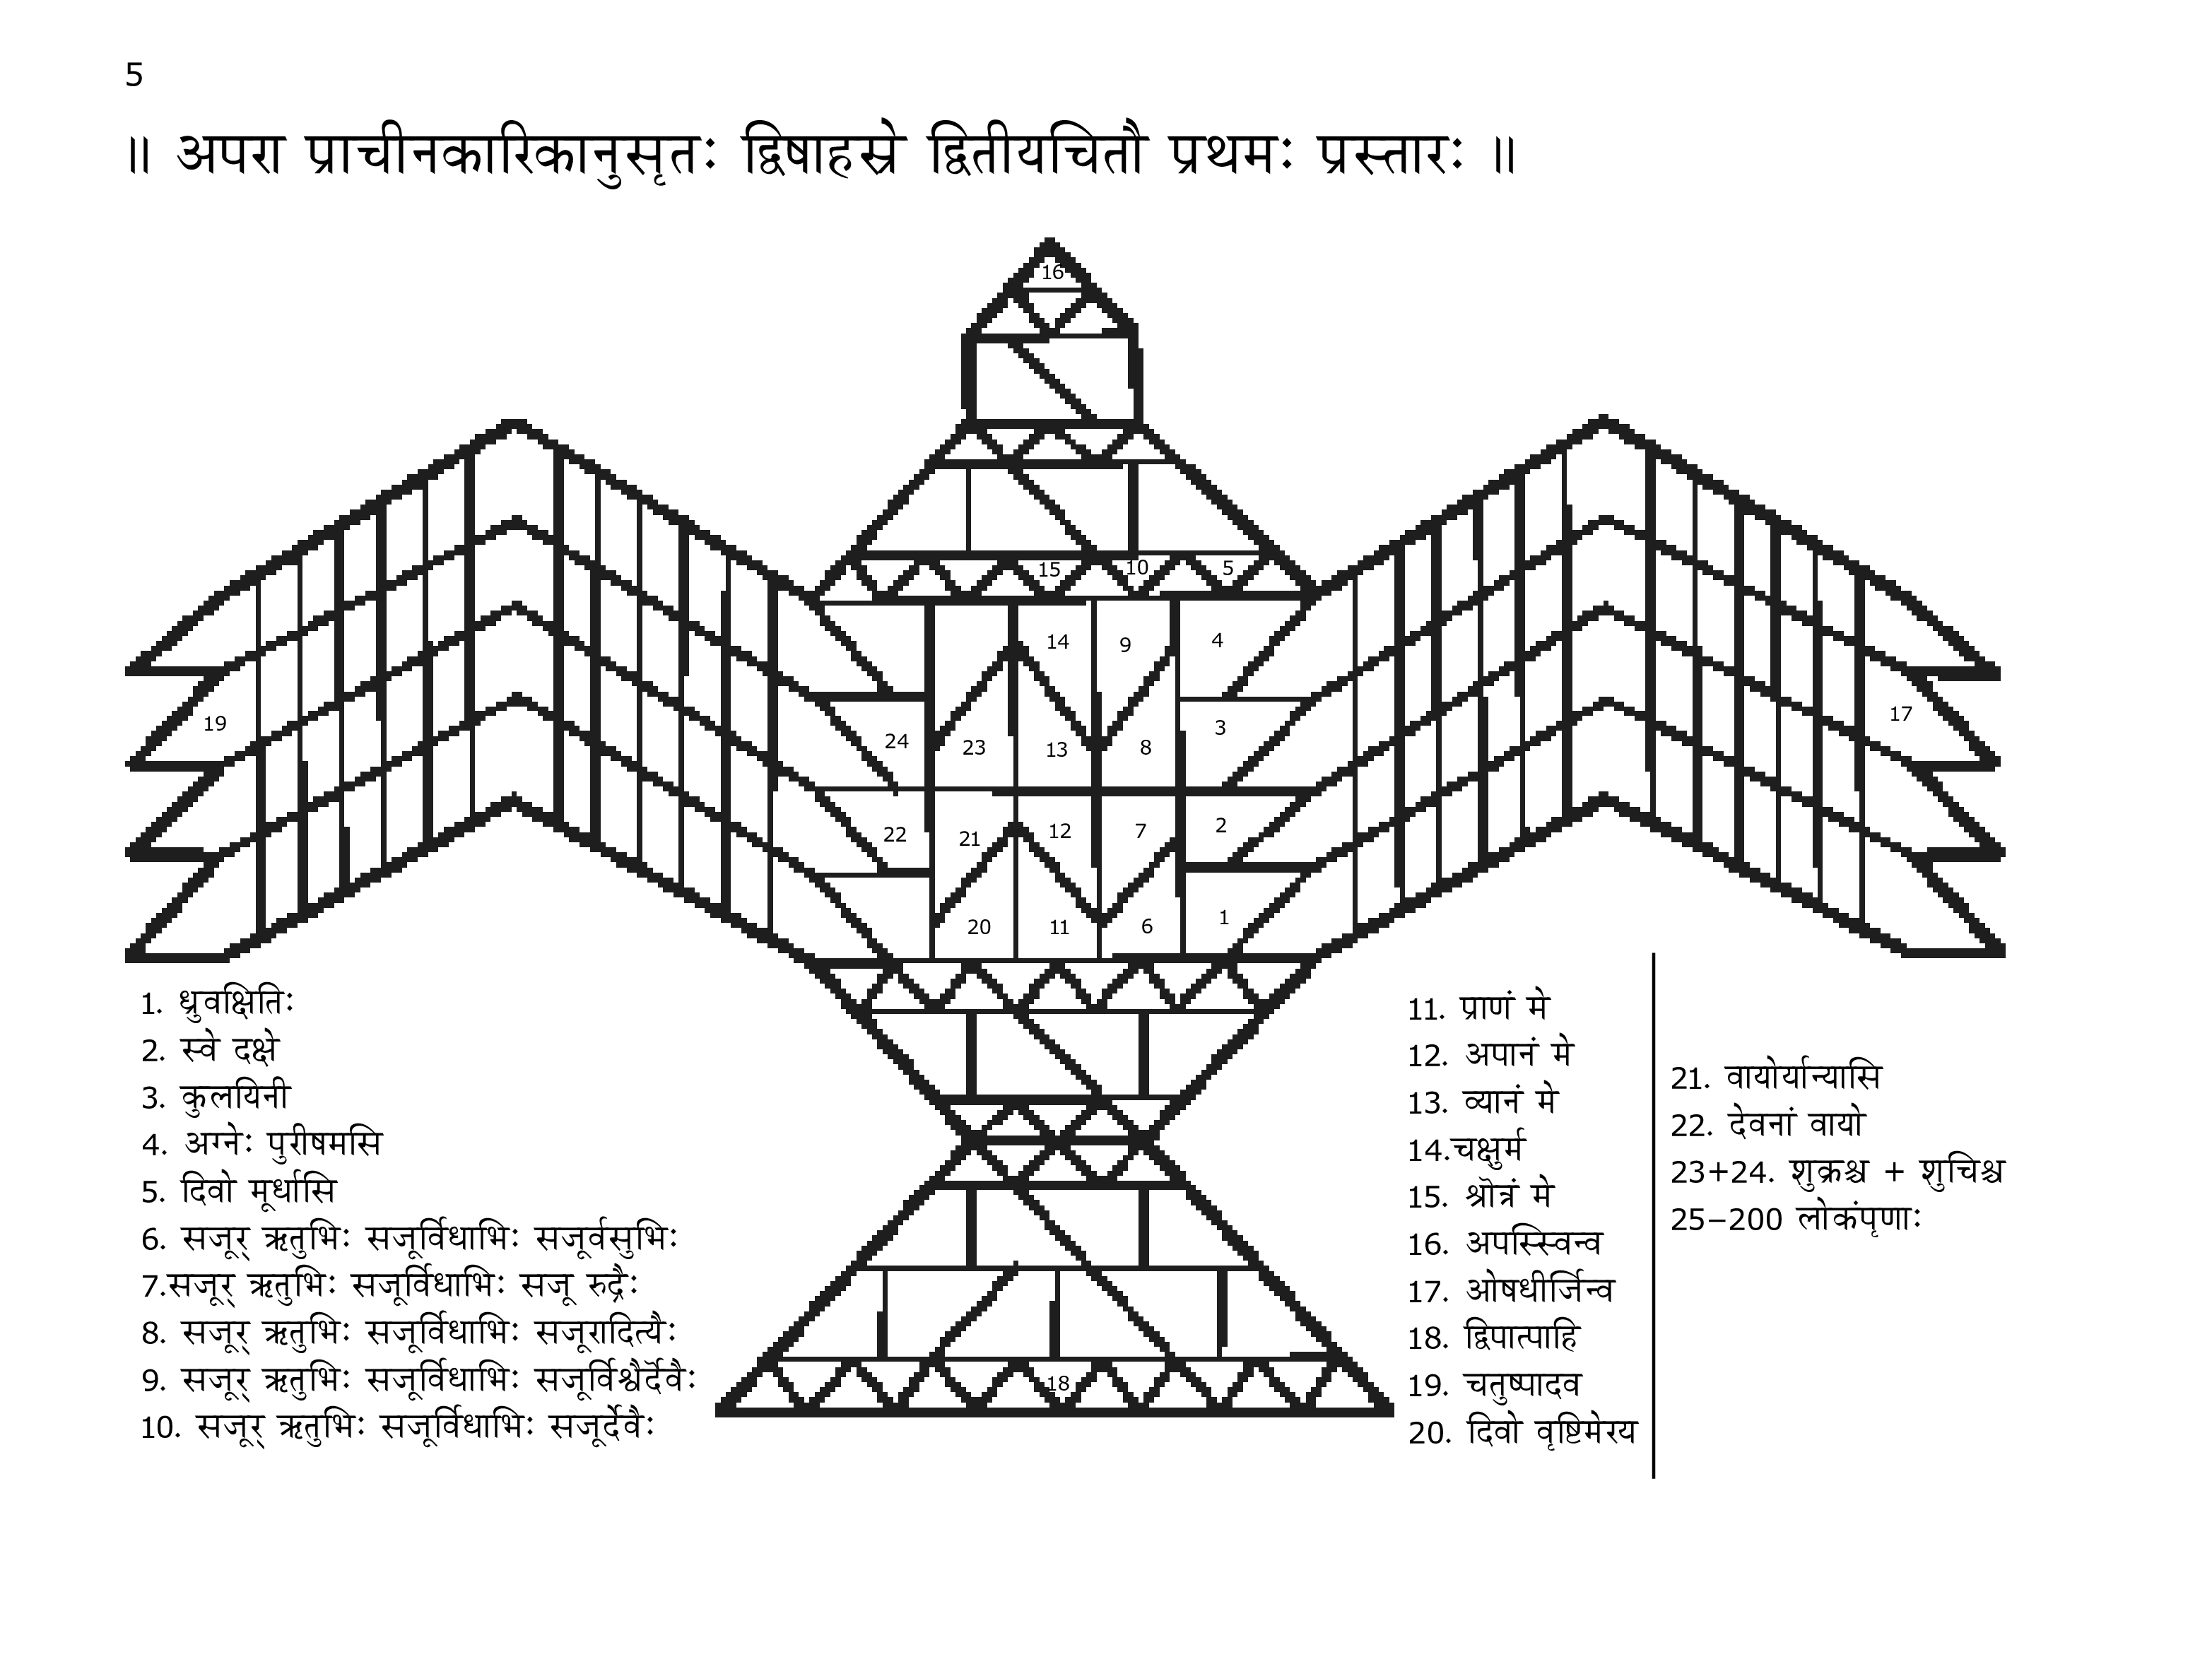 5
॥ अपरा प्राचीनकारिकानुसृतः द्विषाहस्रे द्वितीयचितौ प्रथमः प्रस्तारः ॥
16
15 10 5
14 9 4
19 24 23 13 8 3 17
22 21 12 7 2
20 11 6 1
18
1. ध्रुवक्षितिः
2. स्वे दक्षे
3. कुलयिनी
4. अग्नेः पुरीषमसि
5. दिवो मूर्धासि
6. सजूर् ऋतुभिः सजूर्विधाभिः सजूर्वसुभिः
7.सजूर् ऋतुभिः सजूर्विधाभिः सजू रुद्रैः
8. सजूर् ऋतुभिः सजूर्विधाभिः सजूरादित्यैः
9. सजूर् ऋतुभिः सजूर्विधाभिः सजूर्विश्वैर्दॆवैः
10. सजूर् ऋतुभिः सजूर्विधाभिः सजूर्देवैः
11. प्राणं मे
12. अपानं मे
13. व्यानं मे
14.चक्षुर्म
15. श्रॊत्रं मे
16. अपस्स्विन्व
17. ओषधीर्जिन्व
18. द्विपात्पाहि
19. चतुष्पादव
20. दिवो वृष्टिमेरय
21. वायोर्यान्यासि
22. देवनां वायो
23+24. शुक्रश्च + शुचिश्च
25–200 लोकंपृणाः